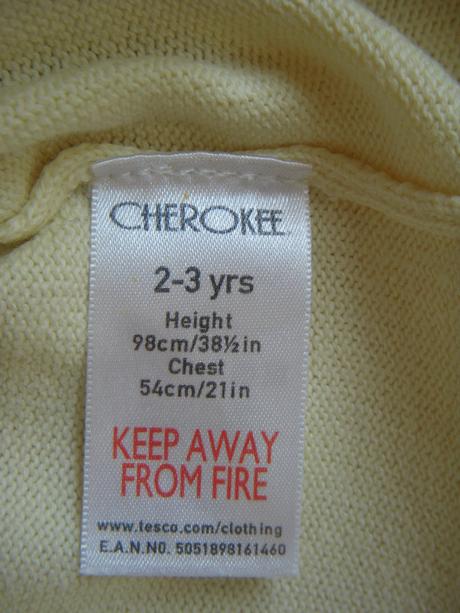 CHEROKEE
2-3 yrs
Height
98cm/38½in
Chest
54cm/21in
KEEP AWAY
FROM FIRE
www.tesco.com/clothing
E.A.N.NO. 5051898161460